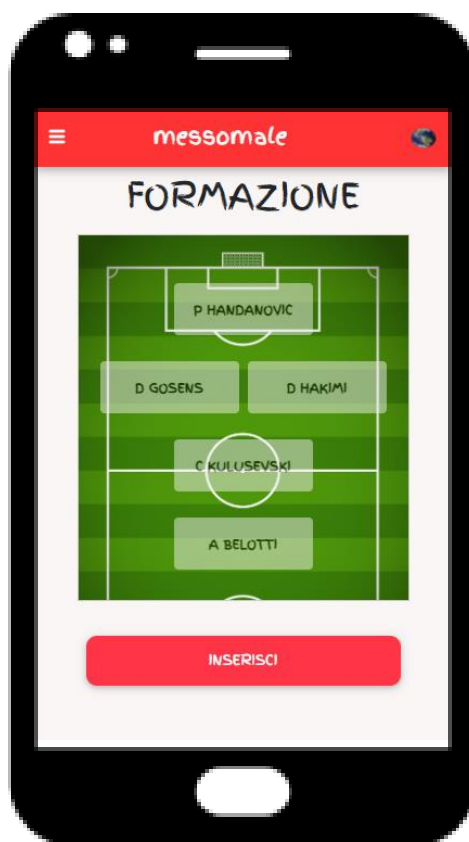 messomale
FORMAZIONE
P HANDANOVIC
D GOSENS D HAKIMI
C KULUSEVSKI
A BELOTTI
INSERISCI